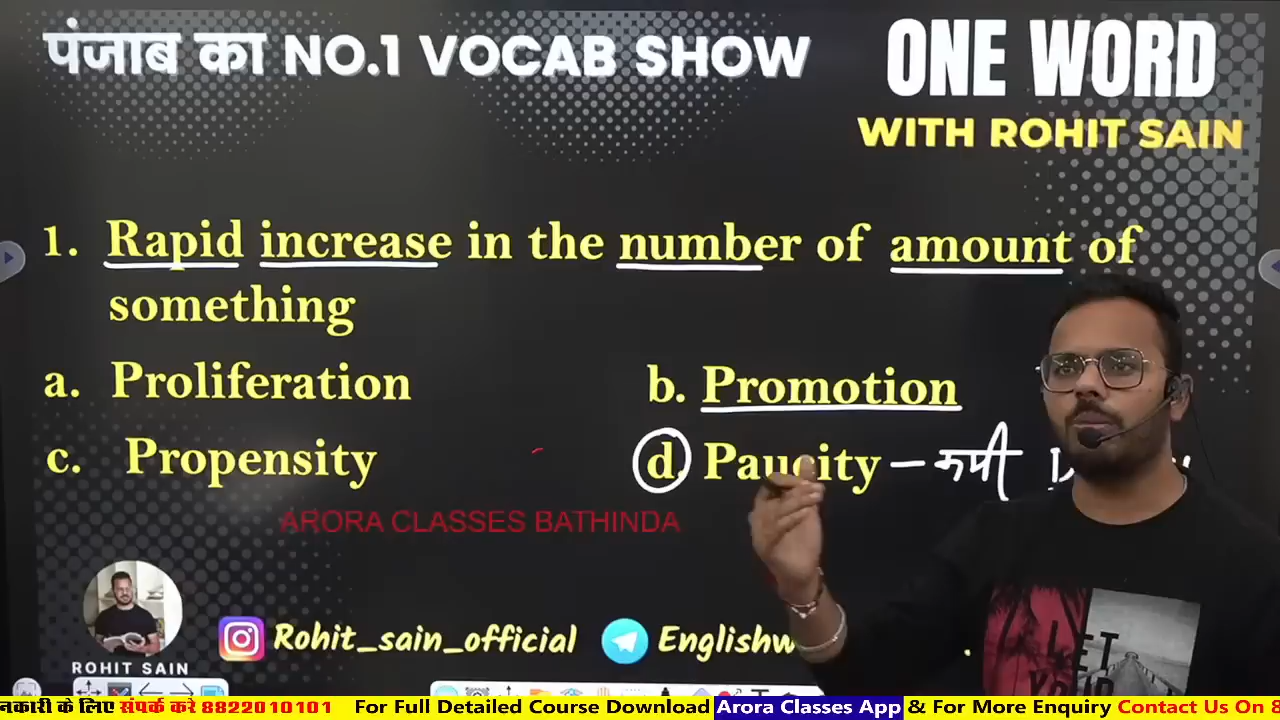 पंजाब का NO.1 VOCAB SHOW
ONE WORD
WITH ROHIT SAIN
1. Rapid increase in the number of amount of
something
a. Proliferation
b. Promotion
c. Propensity
d. Paucity – कमी D
ARORA CLASSES BATHINDA
Rohit_sain_official
Englishw
ROHIT SAIN
LET
YOUR
नकारी के लिए संपर्क करे 8822010101 For Full Detailed Course Download Arora Classes App & For More Enquiry Contact Us On 8